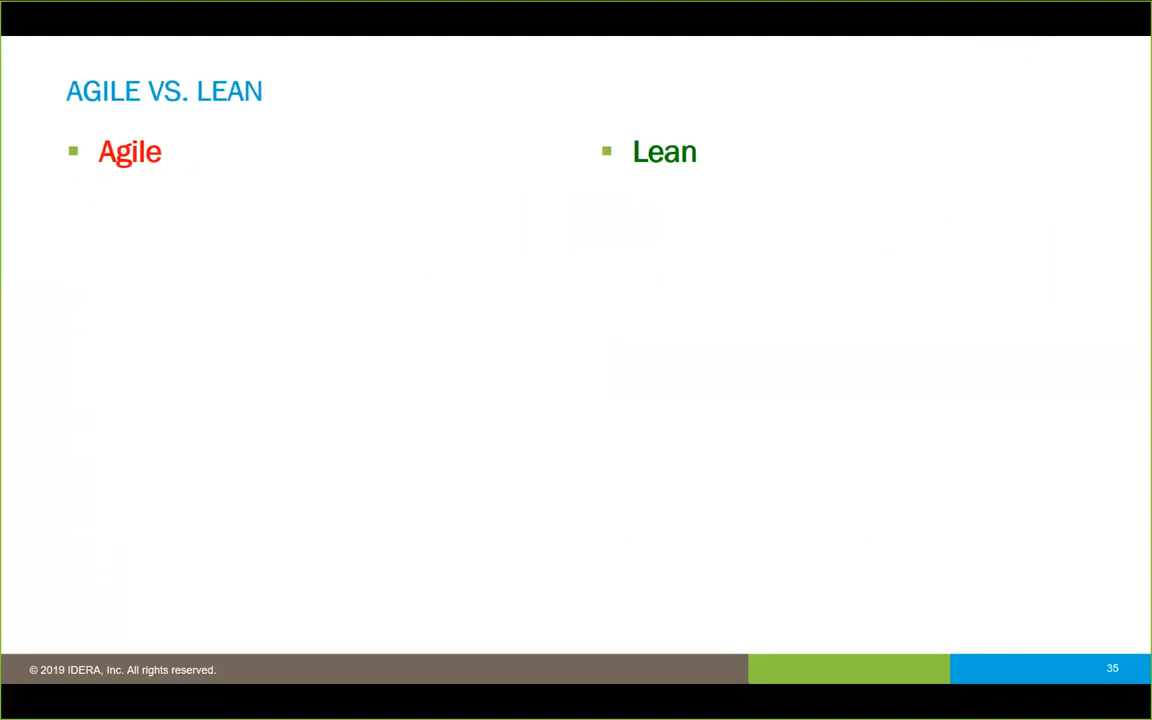 AGILE VS. LEAN
▪ Agile
▪ Lean
© 2019 IDERA, Inc. All rights reserved.
35